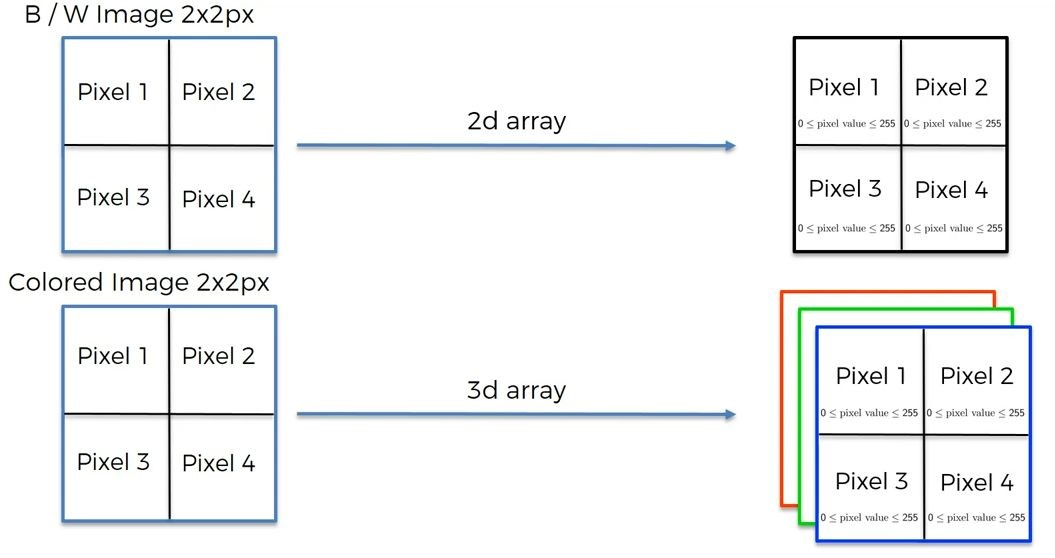 B / W Image 2x2px
Pixel 1 Pixel 2
Pixel 3 Pixel 4
2d array
Pixel 1 Pixel 2
0 ≤ pixel value ≤ 255 0 ≤ pixel value ≤ 255
Pixel 3 Pixel 4
0 ≤ pixel value ≤ 255 0 ≤ pixel value ≤ 255
Colored Image 2x2px
Pixel 1 Pixel 2
Pixel 3 Pixel 4
3d array
Pixel 1 Pixel 2
0 ≤ pixel value ≤ 255 0 ≤ pixel value ≤ 255
Pixel 3 Pixel 4
0 ≤ pixel value ≤ 255 0 ≤ pixel value ≤ 255